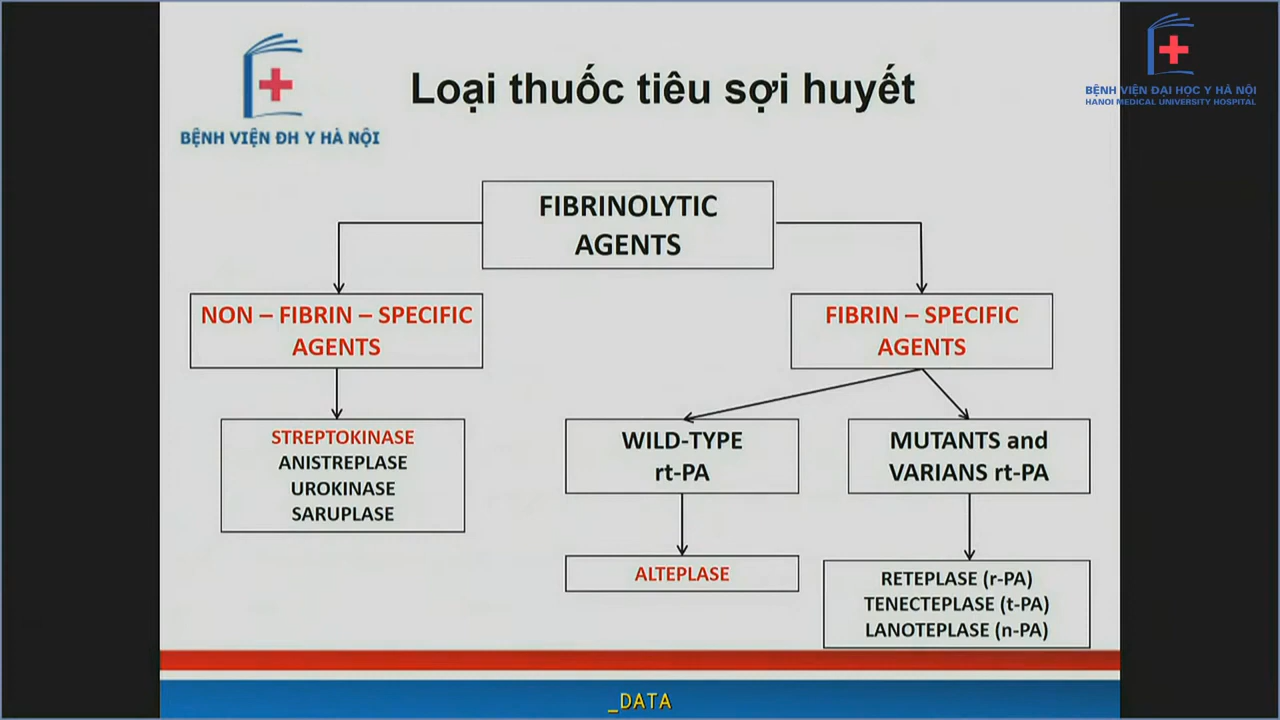 Loại thuốc tiêu sợi huyết
BỆNH VIỆN ĐH Y HÀ NỘI
BỆNH VIỆN ĐẠI HỌC Y HÀ NỘI
HANOI MEDICAL UNIVERSITY HOSPITAL
FIBRINOLYTIC
AGENTS
NON – FIBRIN – SPECIFIC
AGENTS
FIBRIN – SPECIFIC
AGENTS
STREPTOKINASE
ANISTREPLASE
UROKINASE
SARUPLASE
WILD-TYPE
rt-PA
MUTANTS and
VARIANS rt-PA
ALTEPLASE
RETEPLASE (r-PA)
TENECTEPLASE (t-PA)
LANOTEPLASE (n-PA)
_DATA